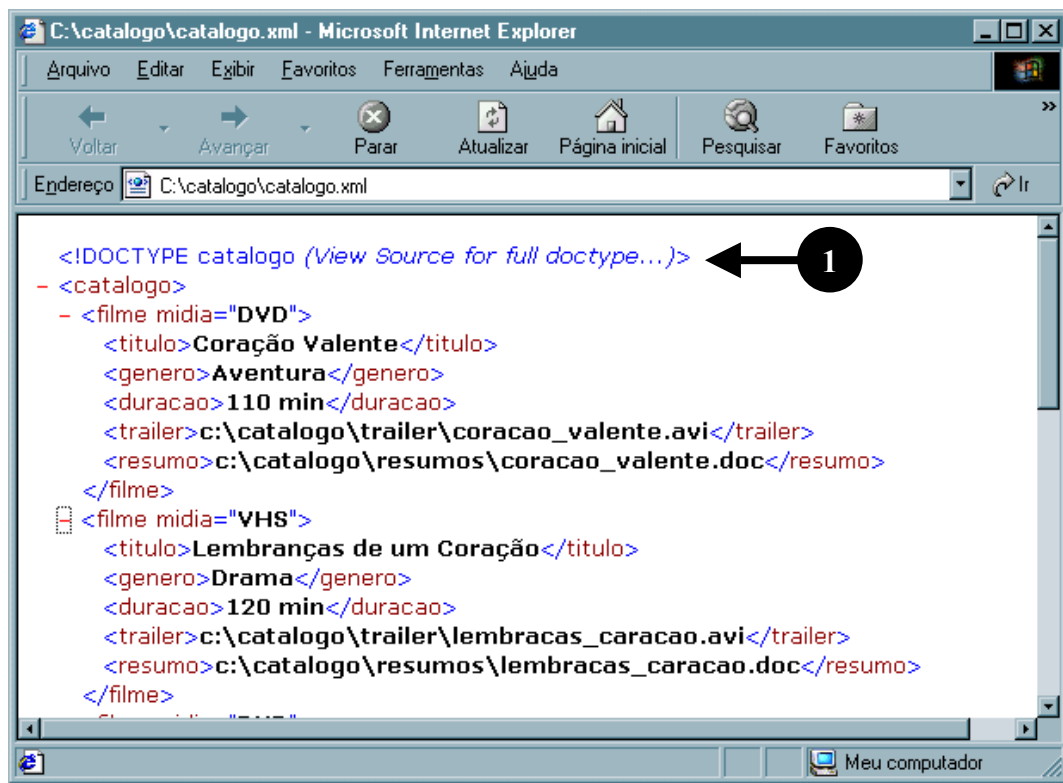 C:\catalogo\catalogo.xml - Microsoft Internet Explorer
Arquivo Editar Exibir Favoritos Ferramentas Ajuda
Voltar Avançar Parar Atualizar Página inicial Pesquisar Favoritos »
Endereço C:\catalogo\catalogo.xml Ir
<!DOCTYPE catalogo (View Source for full doctype...)> 1
- <catalogo>
- <filme midia="DVD">
<titulo>Coração Valente</titulo>
<genero>Aventura</genero>
<duracao>110 min</duracao>
<trailer>c:\catalogo\trailer\coracao_valente.avi</trailer>
<resumo>c:\catalogo\resumos\coracao_valente.doc</resumo>
</filme>
- <filme midia="VHS">
<titulo>Lembranças de um Coração</titulo>
<genero>Drama</genero>
<duracao>120 min</duracao>
<trailer>c:\catalogo\trailer\lembracas_caracao.avi</trailer>
<resumo>c:\catalogo\resumos\lembracas_caracao.doc</resumo>
</filme>
Meu computador